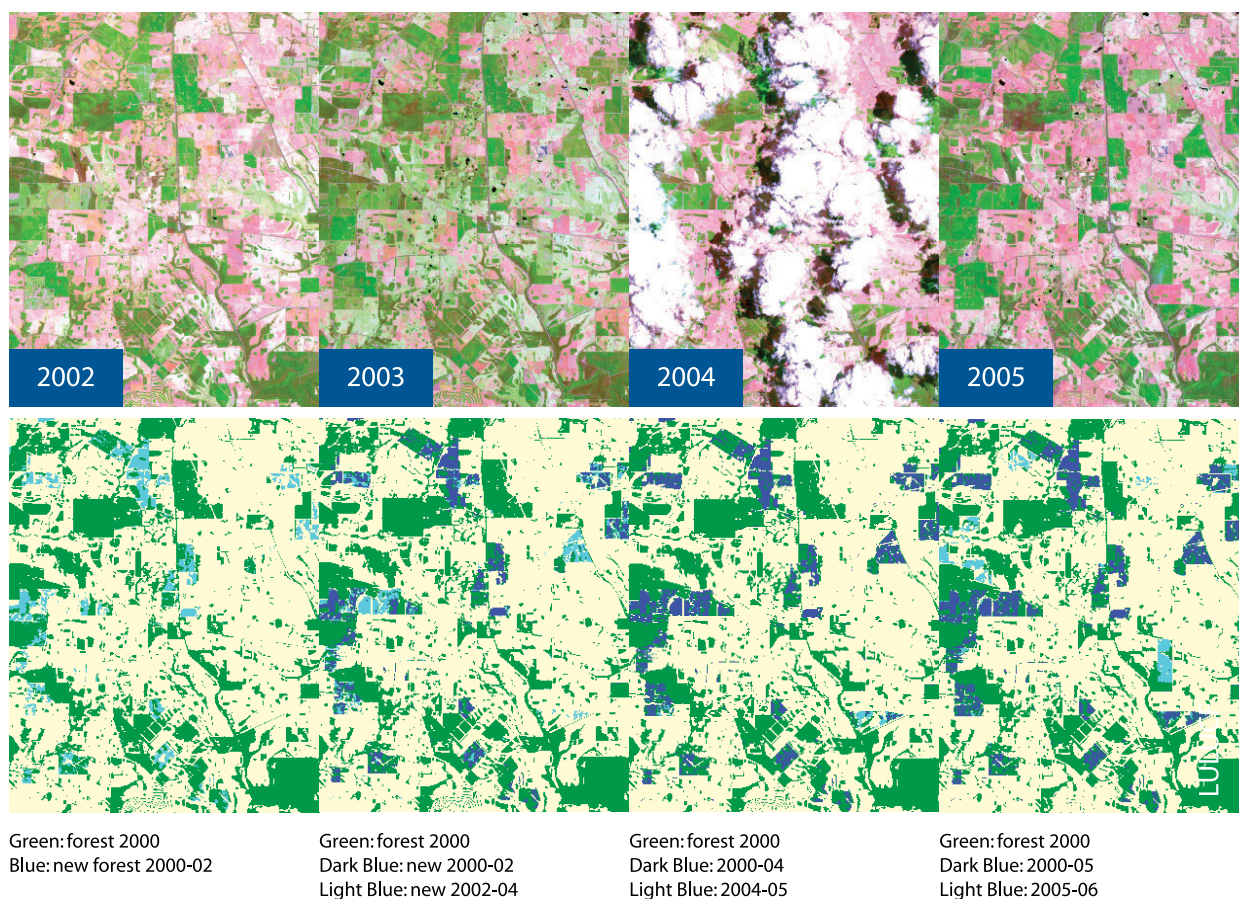 2002
2003
2004
2005
Green: forest 2000
Blue: new forest 2000-02
Green: forest 2000
Dark Blue: new 2000-02
Light Blue: new 2002-04
Green: forest 2000
Dark Blue: 2000-04
Light Blue: 2004-05
Green: forest 2000
Dark Blue: 2000-05
Light Blue: 2005-06